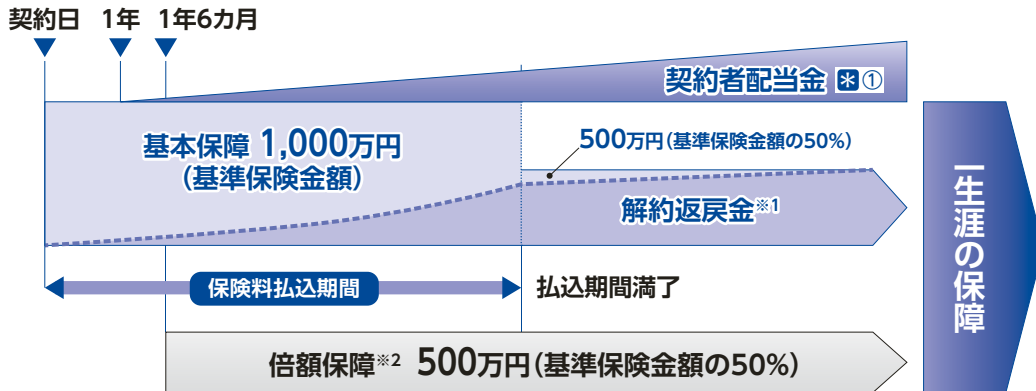 契約日 1年 1年6カ月
契約者配当金 ＊①
基本保障 1,000万円
(基準保険金額)
500万円(基準保険金額の50%)
解約返戻金※1
保険料払込期間
払込期間満了
倍額保障※2 500万円(基準保険金額の50%)
一生涯の保障